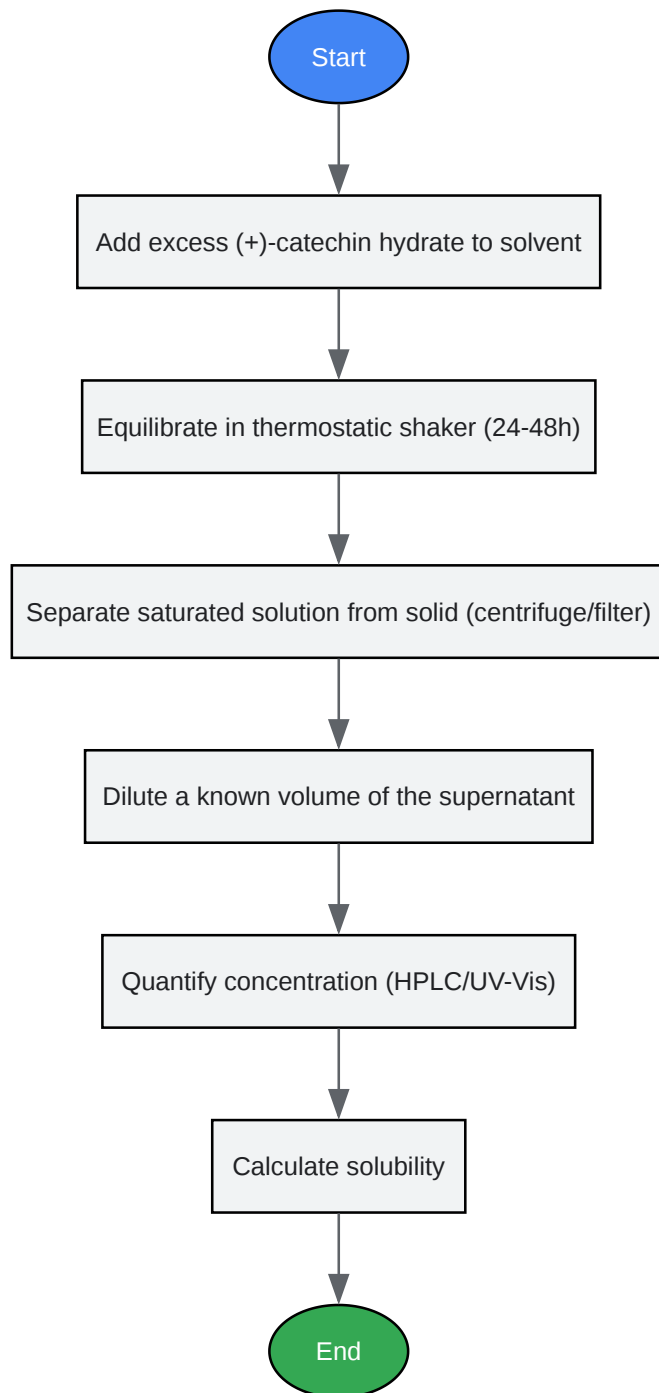 Start
Add excess (+)-catechin hydrate to solvent
Equilibrate in thermostatic shaker (24-48h)
Separate saturated solution from solid (centrifuge/filter)
Dilute a known volume of the supernatant
Quantify concentration (HPLC/UV-Vis)
Calculate solubility
End